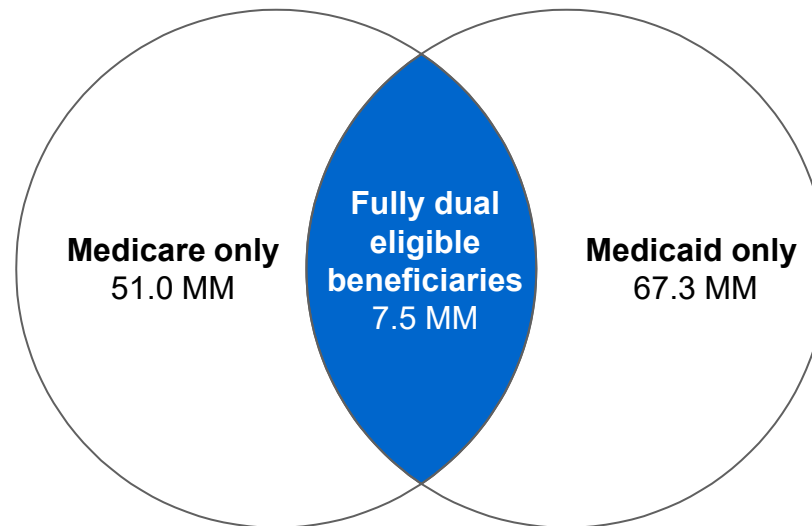 Medicare only
51.0 MM
Fully dual
eligible
beneficiaries
7.5 MM
Medicaid only
67.3 MM